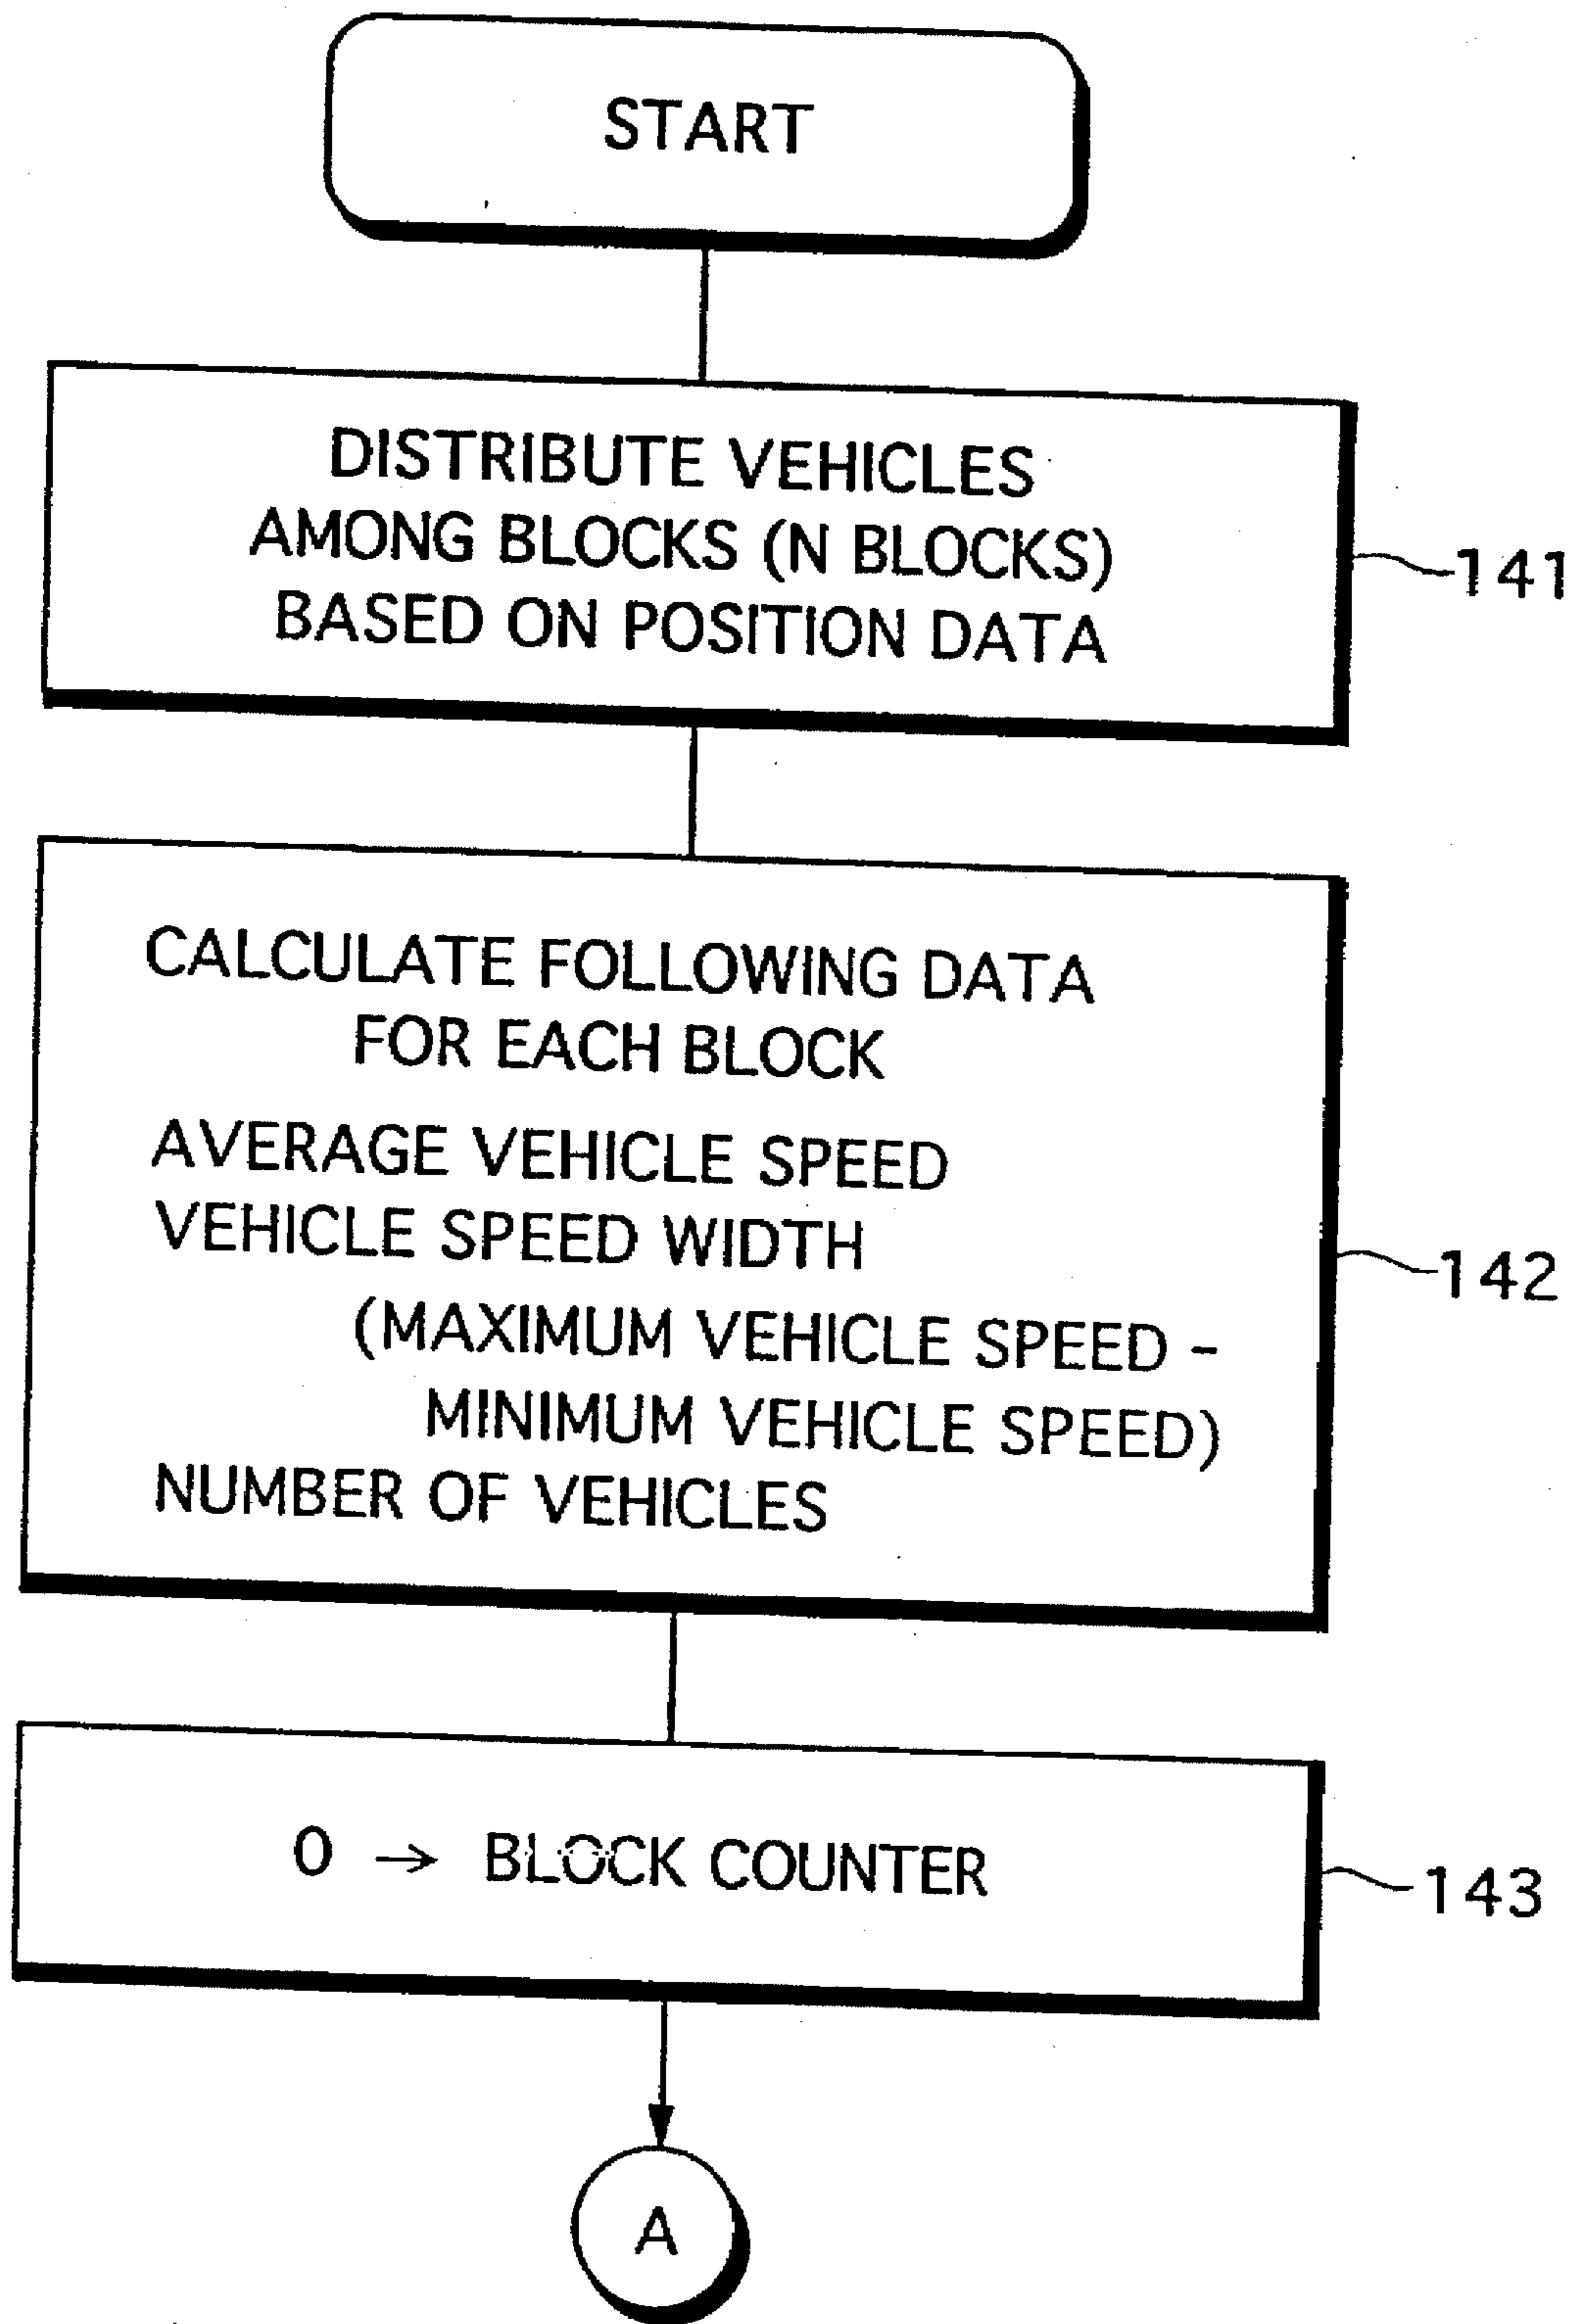 START
DISTRIBUTE VEHICLES
AMONG BLOCKS (N BLOCKS)
BASED ON POSITION DATA
141
CALCULATE FOLLOWING DATA
FOR EACH BLOCK
AVERAGE VEHICLE SPEED
VEHICLE SPEED WIDTH
(MAXIMUM VEHICLE SPEED -
MINIMUM VEHICLE SPEED)
NUMBER OF VEHICLES
142
0 → BLOCK COUNTER
143
A